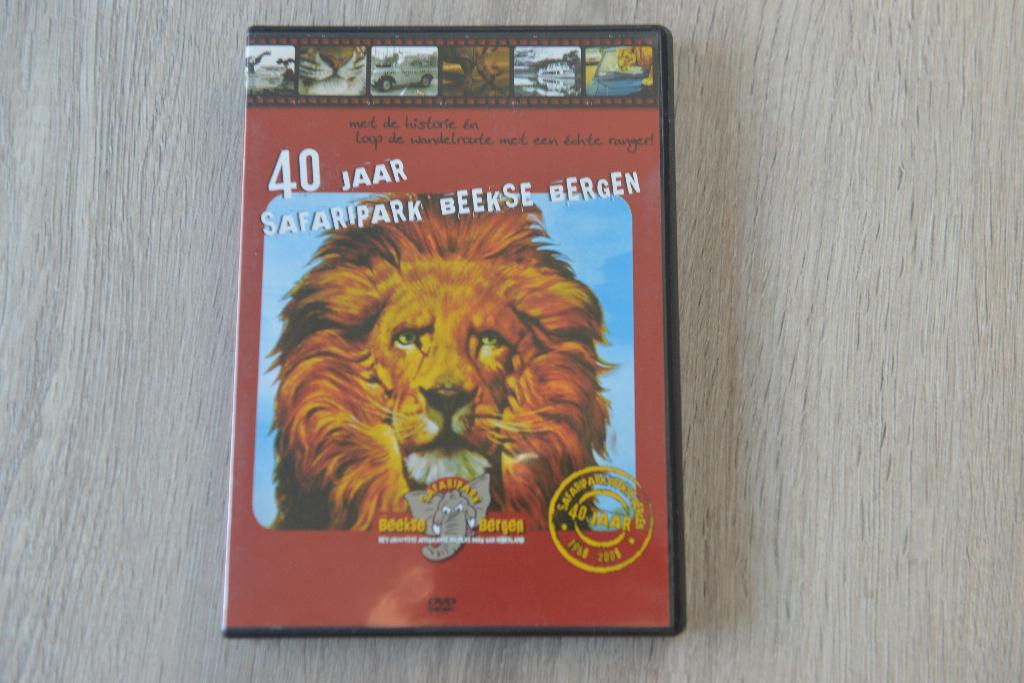 met de historie én
loop de wandelroute met een échte ranger!
40 JAAR
SAFARIPARK BEEKSE BERGEN
SAFARIPARK
Beekse Bergen
SAFARIPARK BEEKSE BERGEN
40 JAAR
1968 2008
DVD